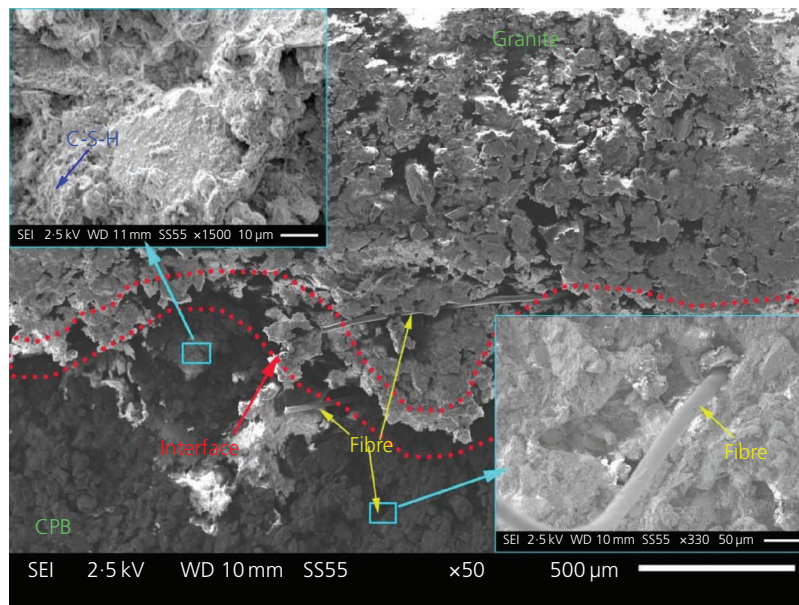 Granite
C-S-H
SEI 2·5 kV WD 11 mm SS55 ×1500 10 µm
Interface
Fibre
Fibre
CPB
SEI 2·5 kV WD 10 mm SS55 ×330 50 µm
SEI 2·5 kV WD 10 mm SS55 ×50 500 µm